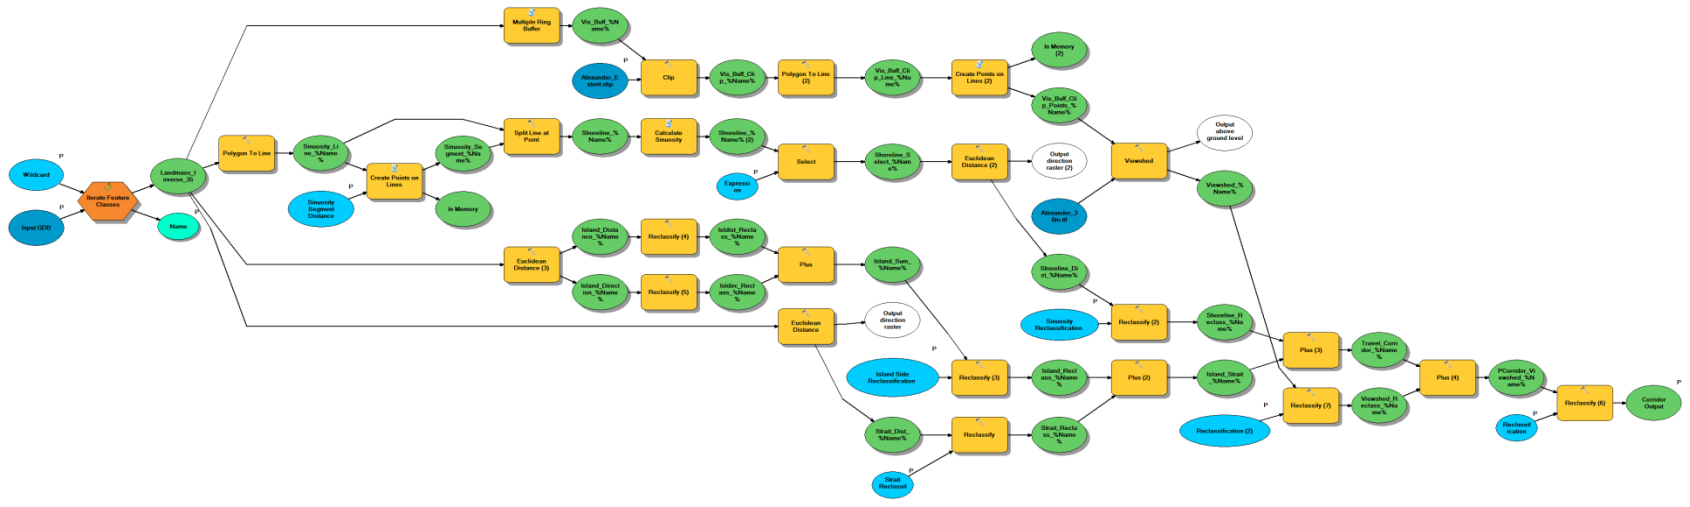 Multiple Ring
Buffer
Vis_Buff_%N
ame%
In Memory
(2)
P
Alexander_E
xtent.shp
Clip
Vis_Buff_Cli
p_%Name%
Polygon To Line
(2)
Vis_Buff_Cli
p_Line_%Na
me%
Create Points on
Lines (2)
Vis_Buff_Cli
p_Points_%
Name%
Output
above
ground level
P
Wildcard
P
Input GDB
Iterate Feature
Classes
Landmass_I
nverse_35
P
Name
Polygon To Line
Sinuosity_Li
ne_%Name
%
P
Sinuosity
Segment
Distance
Create Points on
Lines
Sinuosity_Se
gment_%Na
me%
In Memory
Split Line at
Point
Shoreline_%
Name%
Calculate
Sinuosity
Shoreline_%
Name% (2)
P
Expressi
on
Select
Shoreline_S
elect_%Nam
e%
Euclidean
Distance (2)
Output
direction
raster (2)
Viewshed
Alexander_3
0m.tif
Viewshed_%
Name%
Euclidean
Distance (3)
Island_Dista
nce_%Name
%
Reclassify (4)
Isldist_Recla
ss_%Name_
%
Island_Direct
ion_%Name
%
Reclassify (5)
Isldirc_Recl
ass_%Name
%
Plus
Island_Sum_
%Name%
Shoreline_Di
st_%Name%
Euclidean
Distance
Output
direction
raster
P
Sinuosity
Reclassification
Reclassify (2)
Shoreline_R
eclass_%Na
me%
P
Island Side
Reclassification
Reclassify (3)
Island_Recl
ass_%Name
%
Plus (2)
Island_Strait
_%Name%
Plus (3)
Travel_Corri
dor_%Name
%
P
Reclassification (2)
Reclassify (7)
Viewshed_R
eclass_%Na
me%
Plus (4)
PCorridor_Vi
ewshed_%N
ame%
P
Reclassif
ication
Reclassify (6)
P
Corridor
Output
Strait_Dist_
%Name%
P
Strait
Reclassif
Reclassify
Strait_Recla
ss_%Name
%